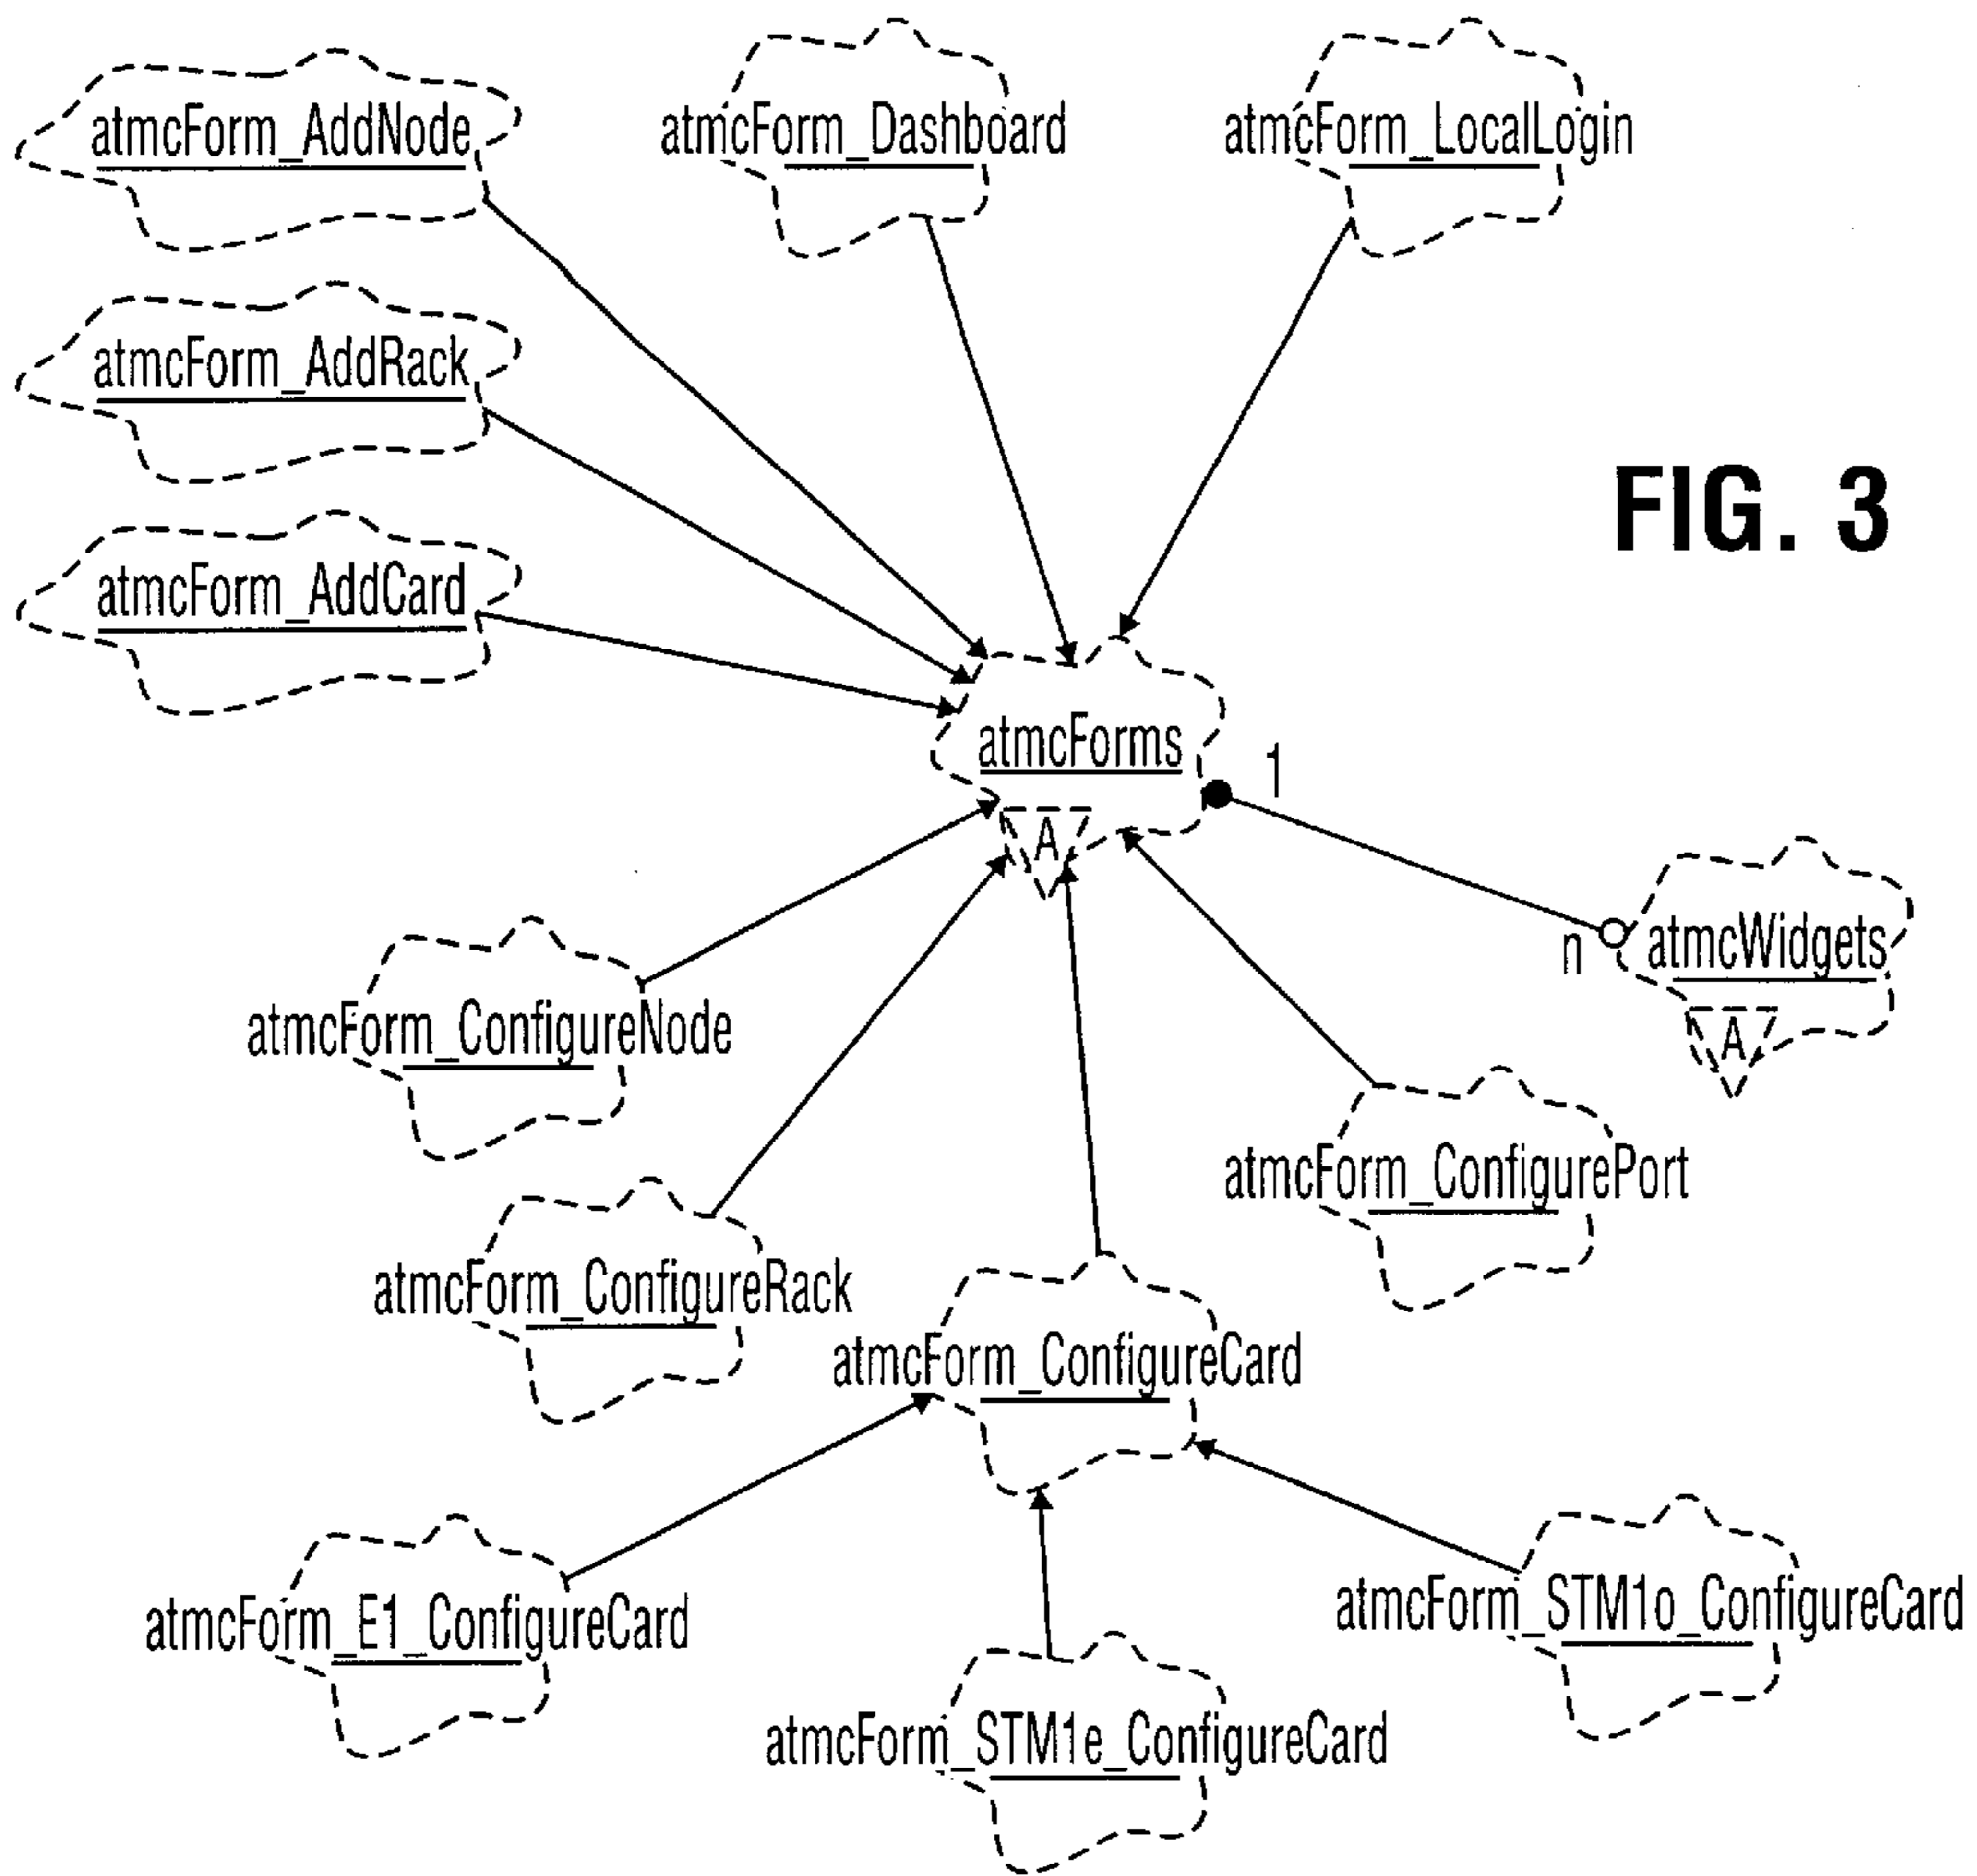 atmcForm_AddNode
atmcForm_Dashboard
atmcForm_LocalLogin
atmcForm_AddRack
atmcForm_AddCard
FIG. 3
atmcForms
1
A
n
atmcWidgets
A
atmcForm_ConfigureNode
atmcForm_ConfigurePort
atmcForm_ConfigureRack
atmcForm_ConfigureCard
atmcForm_E1_ConfigureCard
atmcForm_STM1o_ConfigureCard
atmcForm_STM1e_ConfigureCard